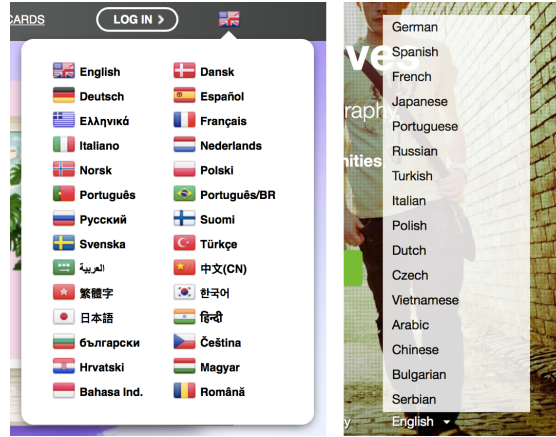 CARDS
LOG IN >
English
Dansk
Deutsch
Español
Ελληνικά
Français
Italiano
Nederlands
Norsk
Polski
Português
Português/BR
Русский
Suomi
Svenska
Türkçe
العربية
中文(CN)
繁體字
한국어
日本語
हिन्दी
български
Čeština
Hrvatski
Magyar
Bahasa Ind.
Română
ves
raphy.
nities
German
Spanish
French
Japanese
Portuguese
Russian
Turkish
Italian
Polish
Dutch
Czech
Vietnamese
Arabic
Chinese
Bulgarian
Serbian
y
English